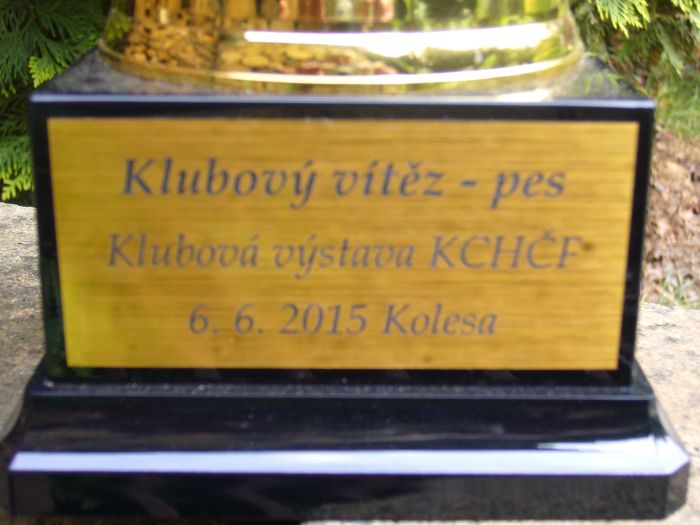 Klubový vítěz - pes
Klubová výstava KCHČF
6. 6. 2015 Kolesa